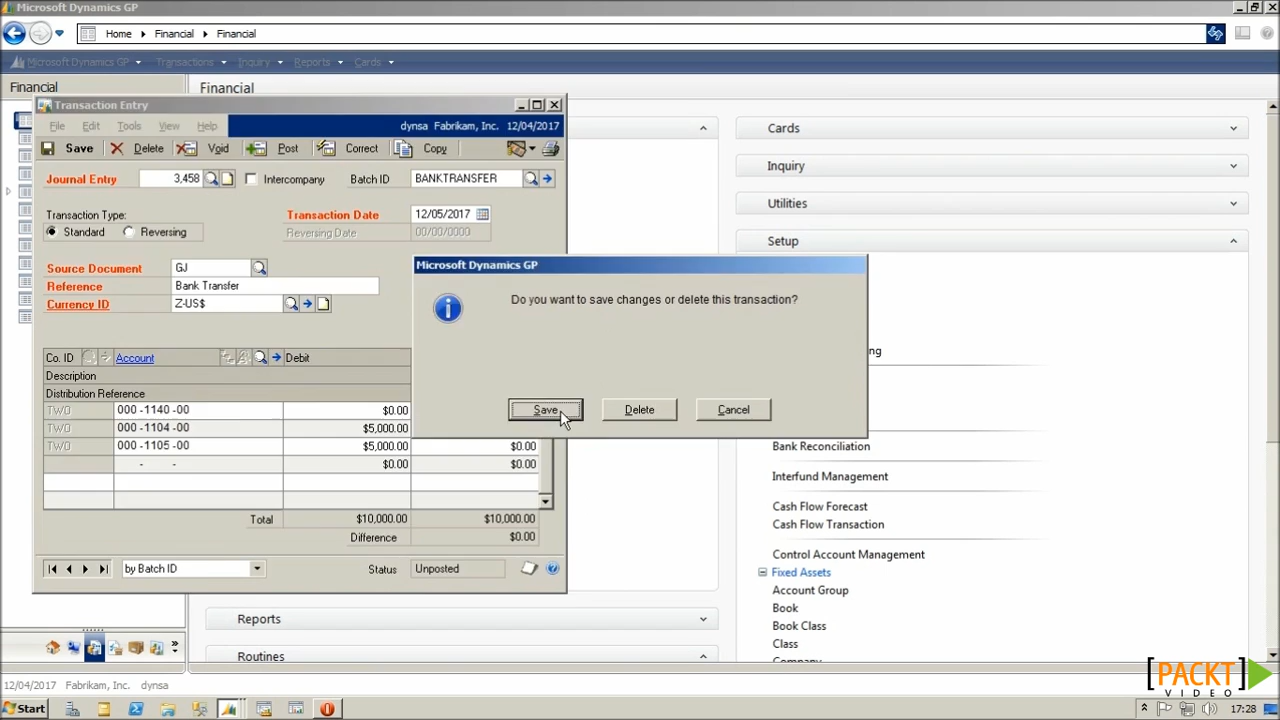 Microsoft Dynamics GP
Home Financial Financial
Microsoft Dynamics GP Transactions Inquiry Reports Cards
Financial
Financial
Transaction Entry
File Edit Tools View Help
dynsa Fabrikam, Inc. 12/04/2017
Save Delete Void Post Correct Copy
Journal Entry 3,458 Intercompany Batch ID BANKTRANSFER
Transaction Type:
Standard Reversing
Transaction Date 12/05/2017
Reversing Date 00/00/0000
Source Document GJ
Reference Bank Transfer
Currency ID Z-US$
Co. ID Account Debit
Description
Distribution Reference
TWO 000 -1140 -00 $0.00
TWO 000 -1104 -00 $5,000.00
TWO 000 -1105 -00 $5,000.00 $0.00
- - $0.00 $0.00
Total $10,000.00 $10,000.00
Difference $0.00
by Batch ID Status Unposted
Microsoft Dynamics GP
Do you want to save changes or delete this transaction?
Save Delete Cancel
Cards
Inquiry
Utilities
Setup
ng
Bank Reconciliation
Interfund Management
Cash Flow Forecast
Cash Flow Transaction
Control Account Management
Fixed Assets
Account Group
Book
Book Class
Class
Company
Reports
Routines
12/04/2017 Fabrikam, Inc. dynsa
[PACKT]
VIDEO
Start
17:28